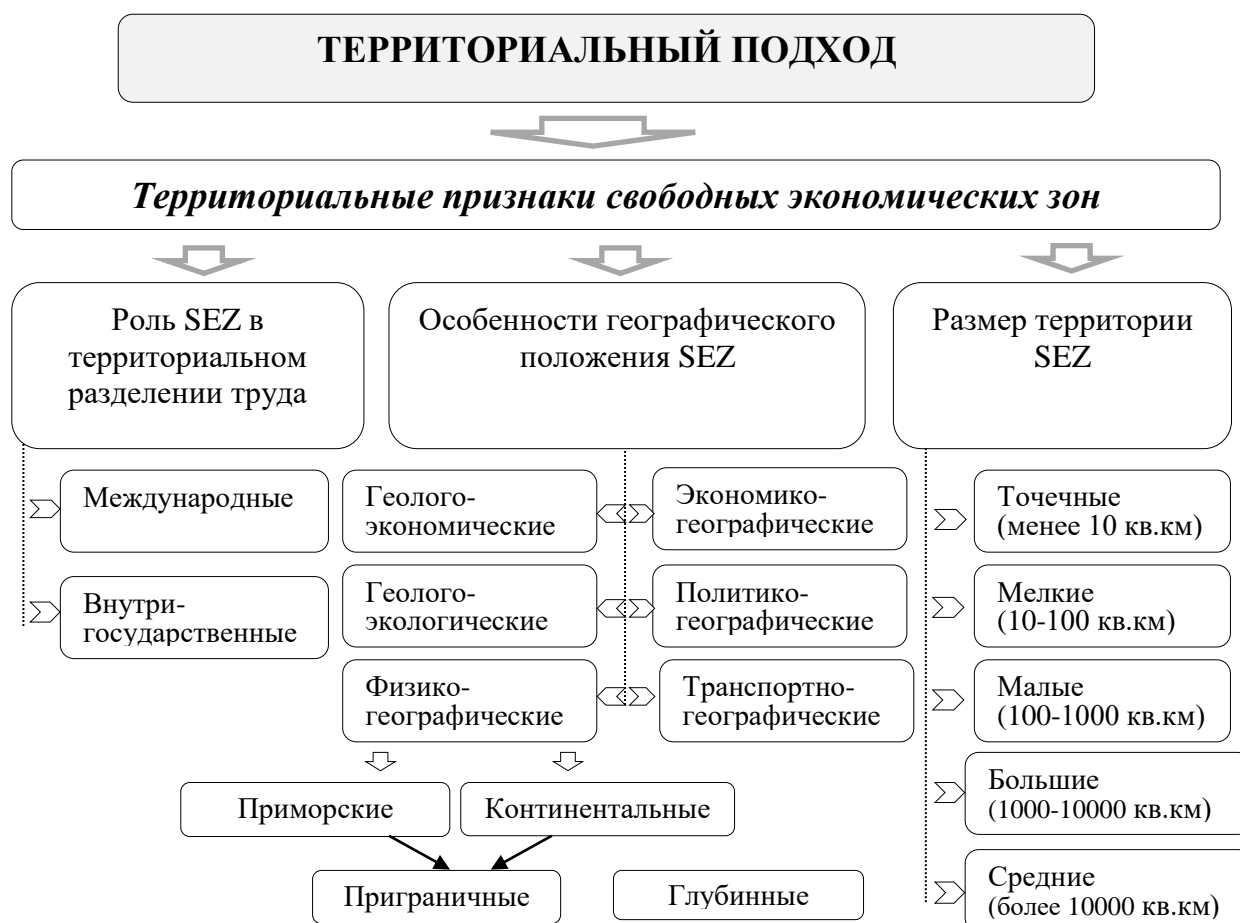 ТЕРРИТОРИАЛЬНЫЙ ПОДХОД
Территориальные признаки свободных экономических зон
Роль SEZ в
территориальном
разделении труда
Особенности географического
положения SEZ
Размер территории
SEZ
Международные
Внутри-
государственные
Геолого-
экономические
Геолого-
экологические
Физико-
географические
Экономико-
географические
Политико-
географические
Транспортно-
географические
Приморские
Континентальные
Приграничные
Глубинные
Точечные
(менее 10 кв.км)
Мелкие
(10-100 кв.км)
Малые
(100-1000 кв.км)
Большие
(1000-10000 кв.км)
Средние
(более 10000 кв.км)